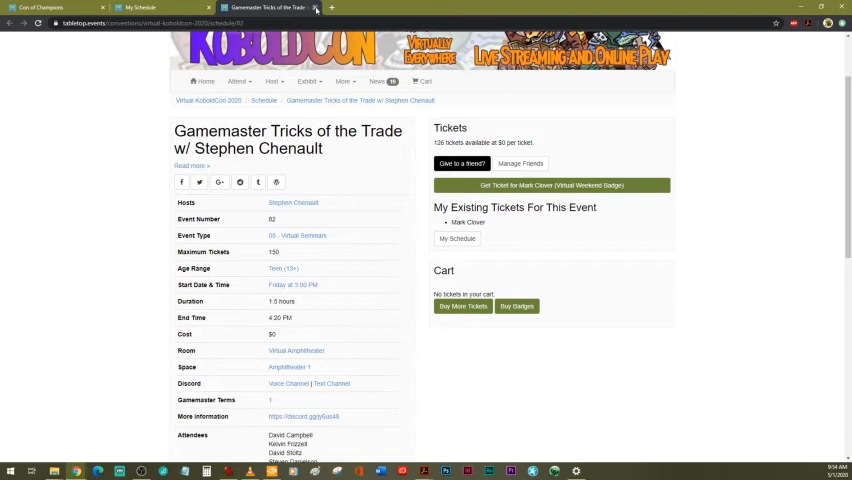 Con of Champions
My Schedule
Gamemaster Tricks of the Trade
tabletop.events/conventions/virtual-koboldcon-2020/schedule/82
KOBOLDCON
VIRTUALLY
EVERYWHERE
LIVE STREAMING AND ONLINE PLAY
Home
Attend
Host
Exhibit
More
News
Cart
Virtual KoboldCon 2020 / Schedule / Gamemaster Tricks of the Trade w/ Stephen Chenault
Gamemaster Tricks of the Trade
w/ Stephen Chenault
Read more »
Hosts Stephen Chenault
Event Number 82
Event Type 05 - Virtual Seminars
Maximum Tickets 150
Age Range Teen (13+)
Start Date & Time Friday at 3:00 PM
Duration 1.5 hours
End Time 4:20 PM
Cost $0
Room Virtual Amphitheater
Space Amphitheater 1
Discord Voice Channel | Text Channel
Gamemaster Terms 1
More Information
Attendees David Campbell
Kelvin Frizzell
David Stoltz
Tickets
126 tickets available at $0 per ticket.
Give to a friend?
Manage Friends
Get Ticket for Mark Clover (Virtual Weekend Badge)
My Existing Tickets For This Event
• Mark Clover
My Schedule
Cart
No tickets in your cart.
Buy More Tickets
Buy Badges
9:54 AM
5/1/2020